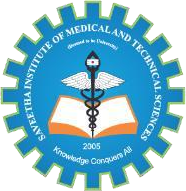 SAVEETHA INSTITUTE OF MEDICAL AND TECHNICAL SCIENCES
(Deemed to be University)
2005
Knowledge Conquers All